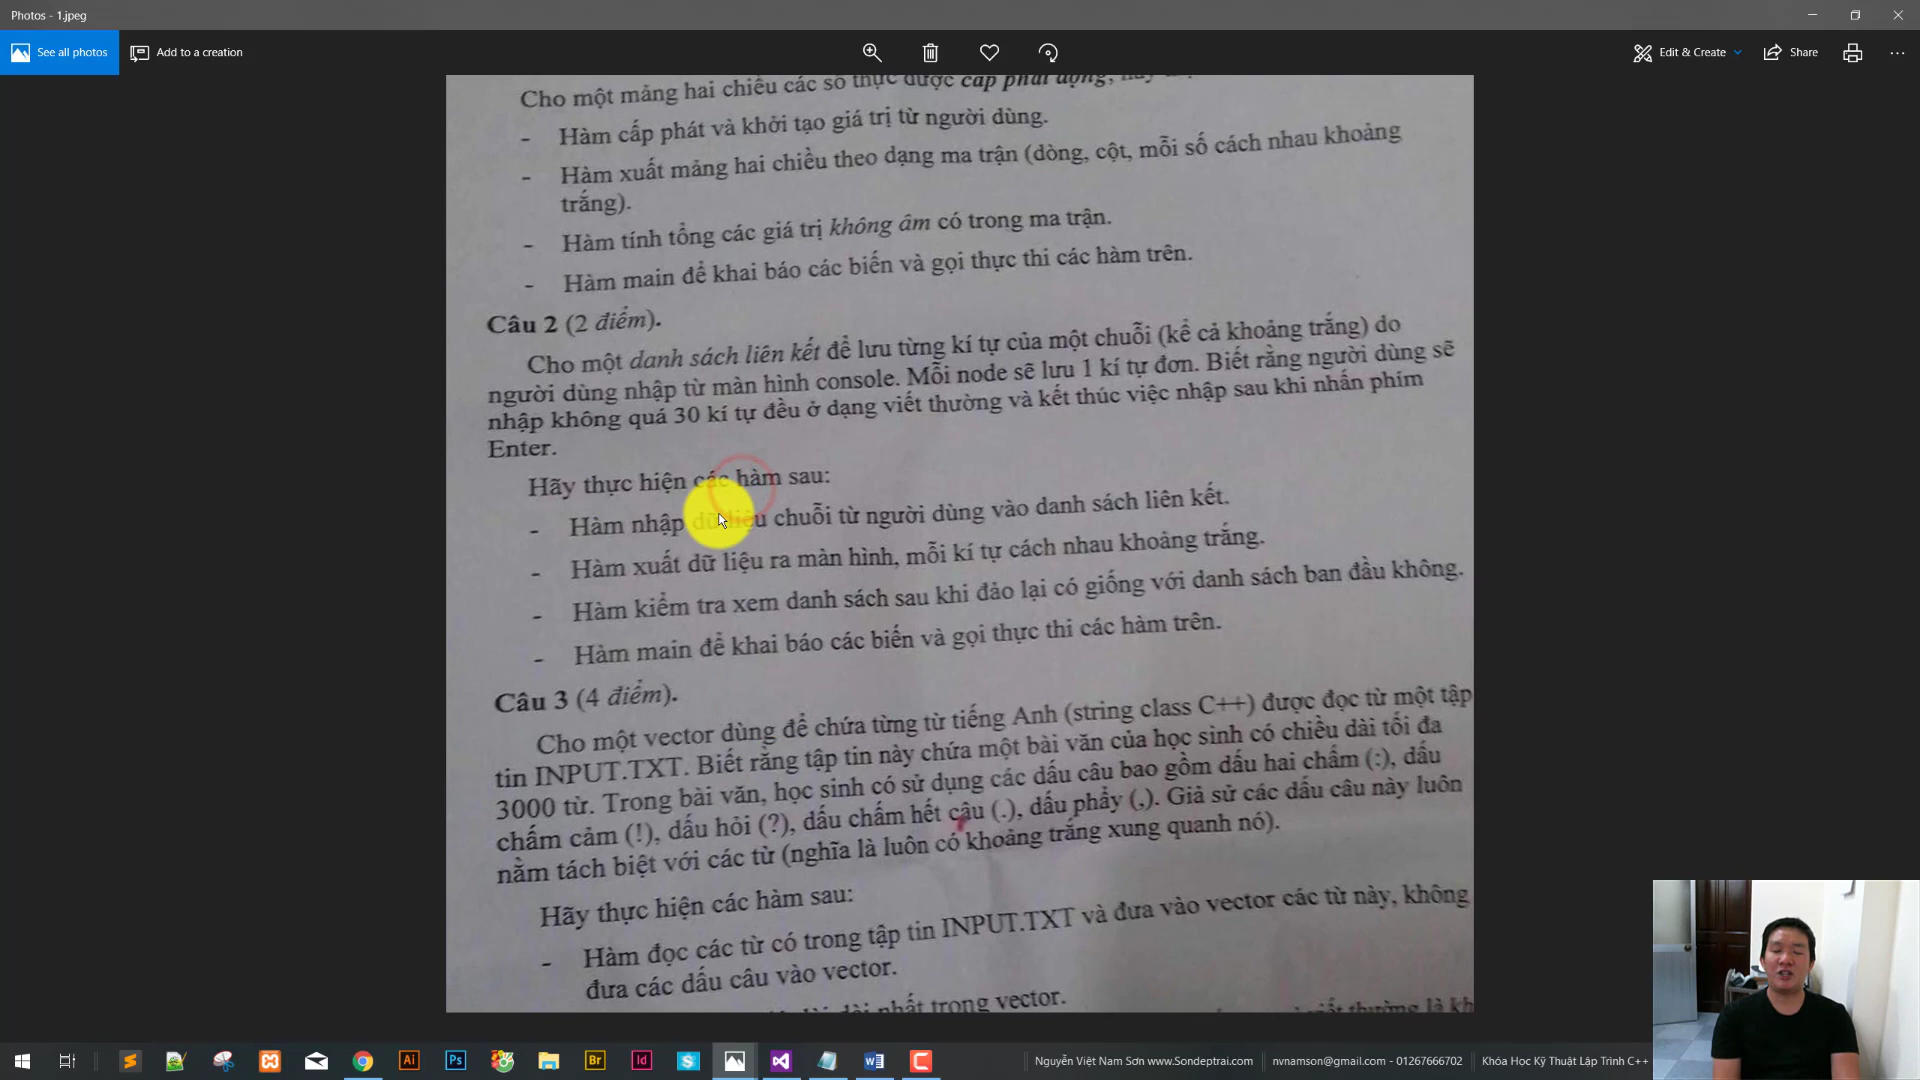 Photos - 1.jpeg
See all photos
Add to a creation
Edit & Create
Share
Cho một mảng hai chiều các số thực được cấp phát động,
- Hàm cấp phát và khởi tạo giá trị từ người dùng.
- Hàm xuất mảng hai chiều theo dạng ma trận (dòng, cột, mỗi số cách nhau khoảng
trắng).
- Hàm tính tổng các giá trị không âm có trong ma trận.
- Hàm main để khai báo các biến và gọi thực thi các hàm trên.
Câu 2 (2 điểm).
Cho một danh sách liên kết để lưu từng kí tự của một chuỗi (kể cả khoảng trắng) do
người dùng nhập từ màn hình console. Mỗi node sẽ lưu 1 kí tự đơn. Biết rằng người dùng sẽ
nhập không quá 30 kí tự đều ở dạng viết thường và kết thúc việc nhập sau khi nhấn phím
Enter.
Hãy thực hiện các hàm sau:
- Hàm nhập dữ liệu chuỗi từ người dùng vào danh sách liên kết.
- Hàm xuất dữ liệu ra màn hình, mỗi kí tự cách nhau khoảng trắng.
- Hàm kiểm tra xem danh sách sau khi đảo lại có giống với danh sách ban đầu không.
- Hàm main để khai báo các biến và gọi thực thi các hàm trên.
Câu 3 (4 điểm).
Cho một vector dùng để chứa từng từ tiếng Anh (string class C++) được đọc từ một tập
tin INPUT.TXT. Biết rằng tập tin này chứa một bài văn của học sinh có chiều dài tối đa
3000 từ. Trong bài văn, học sinh có sử dụng các dấu câu bao gồm dấu hai chấm (:), dấu
chấm cảm (!), dấu hỏi (?), dấu chấm hết câu (.), dấu phẩy (,). Giả sử các dấu câu này luôn
nằm tách biệt với các từ (nghĩa là luôn có khoảng trắng xung quanh nó).
Hãy thực hiện các hàm sau:
- Hàm đọc các từ có trong tập tin INPUT.TXT và đưa vào vector các từ này, không
đưa các dấu câu vào vector.
dài nhất trong vector.
Nguyễn Việt Nam Sơn www.Sondeptrai.com
nvnamson@gmail.com - 01267666702
Khóa Học Kỹ Thuật Lập Trình C++